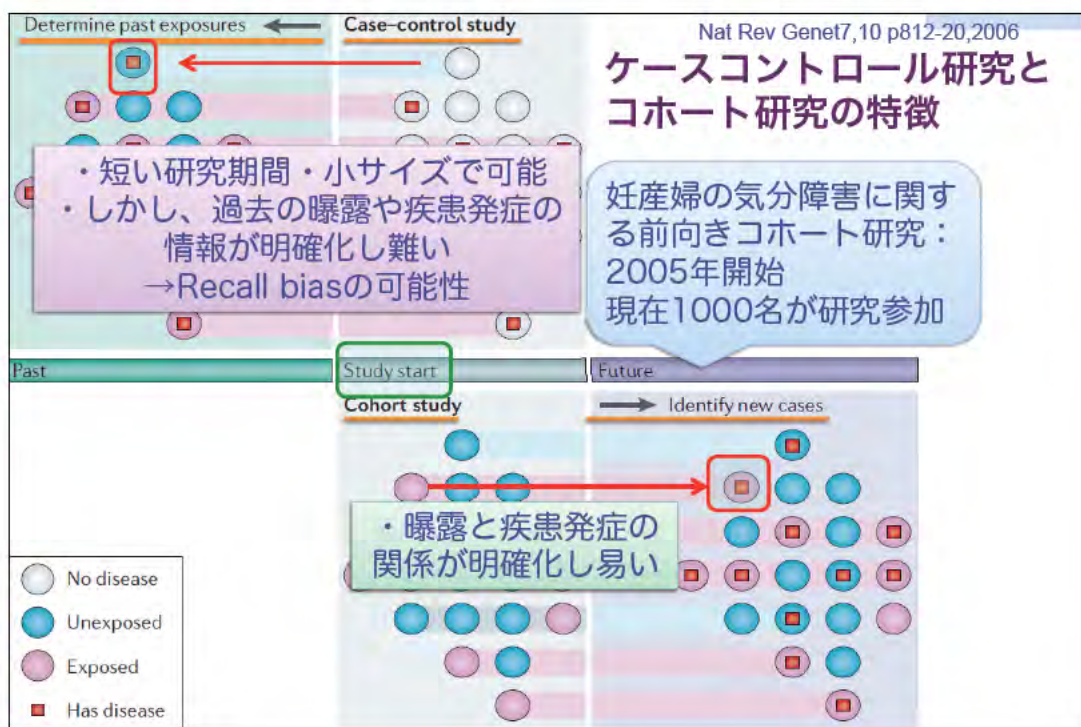 Determine past exposures
Case–control study
Nat Rev Genet7,10 p812-20,2006
ケースコントロール研究と
コホート研究の特徴
・短い研究期間・小サイズで可能
・しかし、過去の曝露や疾患発症の
情報が明確化し難い
→Recall biasの可能性
妊産婦の気分障害に関す
る前向きコホート研究：
2005年開始
現在1000名が研究参加
Past
Study start
Future
Cohort study
Identify new cases
・曝露と疾患発症の
関係が明確化し易い
No disease
Unexposed
Exposed
Has disease